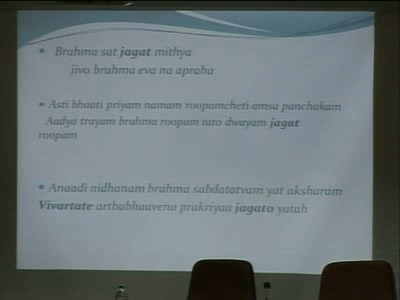 Brahma sat jagat mithya
jivo brahma eva na apraha
Asti bhaati priyam namam roopamcheti amsa panchakam
Aadya trayam brahma roopam tato dwayam jagat
roopam
Anaadi nidhanam brahma sabdatatvam yat aksharam
Vivartate arthabhaavena prakriyaa jagato yatah